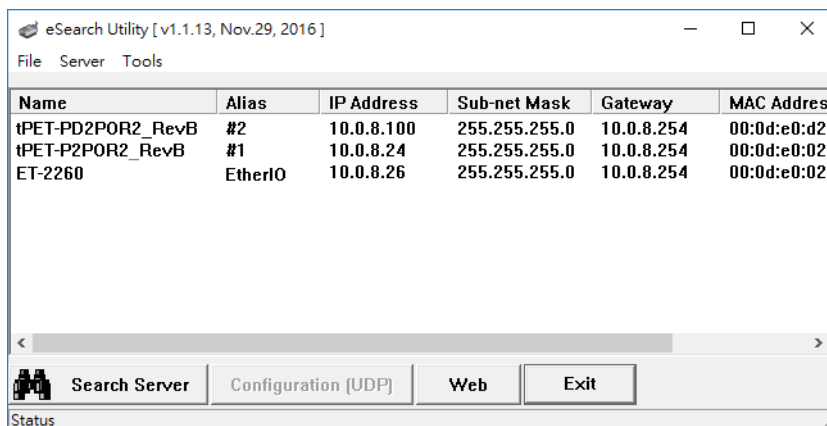 eSearch Utility [ v1.1.13, Nov.29, 2016 ]
File Server Tools
Name Alias IP Address Sub-net Mask Gateway MAC Addres
tPET-PD2POR2_RevB #2 10.0.8.100 255.255.255.0 10.0.8.254 00:0d:e0:d2
tPET-P2POR2_RevB #1 10.0.8.24 255.255.255.0 10.0.8.254 00:0d:e0:02
ET-2260 EtherIO 10.0.8.26 255.255.255.0 10.0.8.254 00:0d:e0:02
Search Server Configuration (UDP) Web Exit
Status